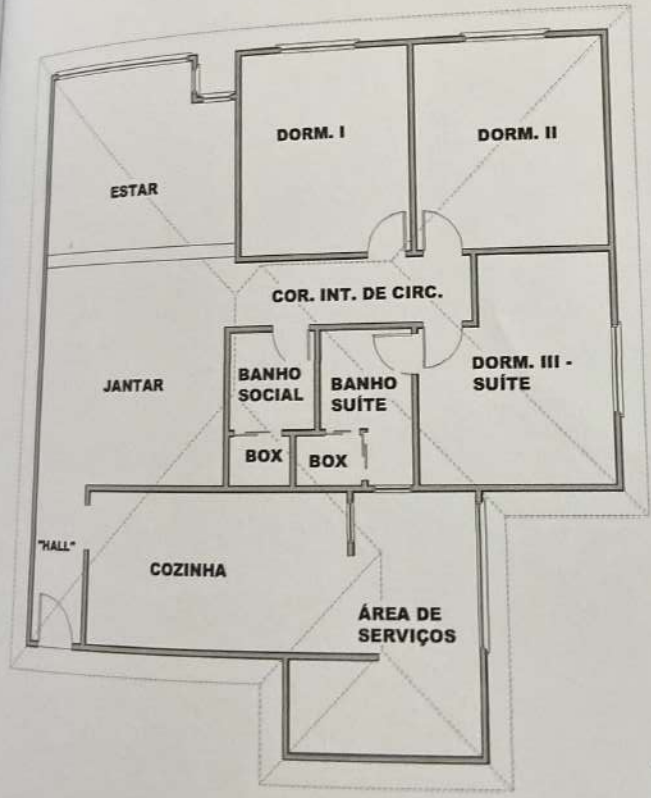 DORM. I
DORM. II
ESTAR
COR. INT. DE CIRC.
JANTAR
BANHO
SOCIAL
BANHO
SUÍTE
DORM. III -
SUÍTE
BOX
BOX
"HALL"
COZINHA
ÁREA DE
SERVIÇOS